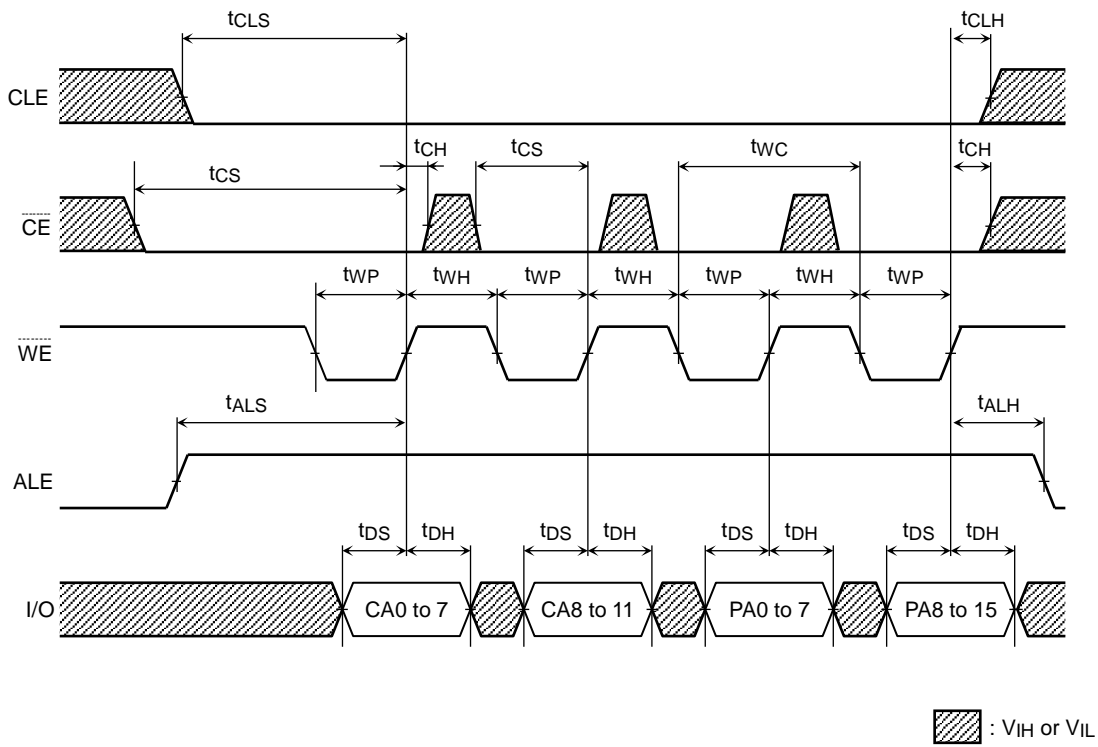 tCLS
tCLH
CLE
tCH
tCS
tWC
tCH
tCS
CE
tWP
tWH
tWP
tWH
tWP
tWH
tWP
WE
tALS
tALH
ALE
tDS
tDH
tDS
tDH
tDS
tDH
tDS
tDH
I/O
CA0 to 7
CA8 to 11
PA0 to 7
PA8 to 15
: VIH or VIL